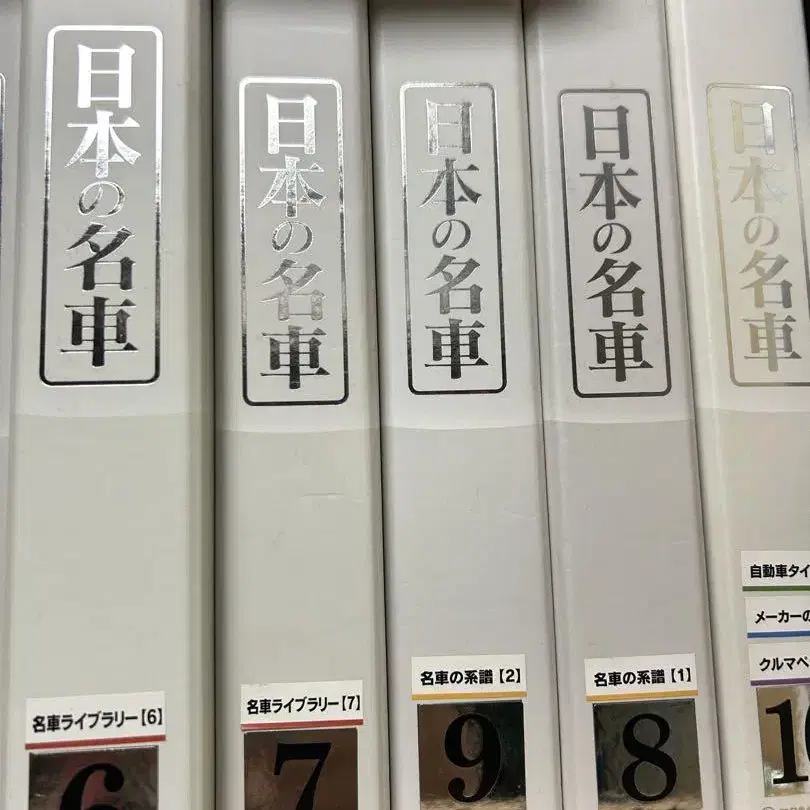 日本の名車
名車ライブラリー【6】
6
日本の名車
名車ライブラリー【7】
7
日本の名車
名車の系譜【2】
9
日本の名車
名車の系譜【1】
8
日本の名車
自動車タイ
メーカーの
クルマペ
10